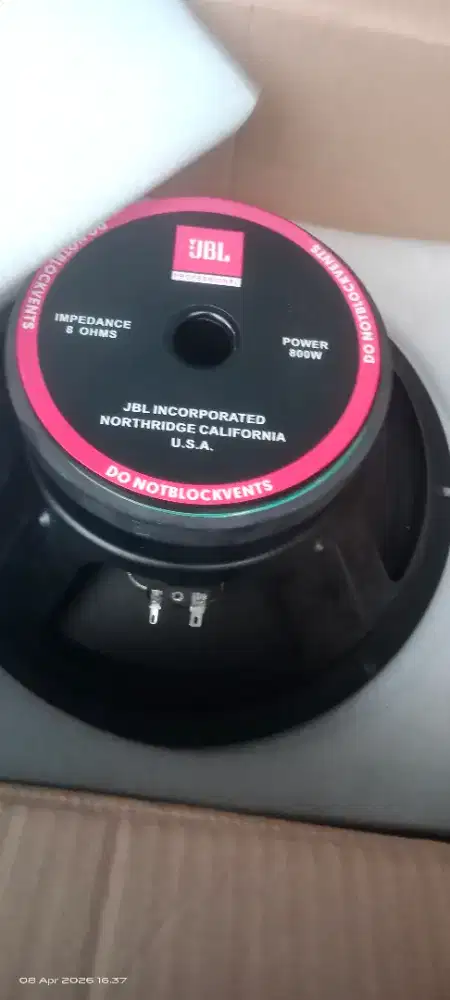 JBL
PROFESSIONAL
IMPEDANCE
8 OHMS
POWER
800W
JBL INCORPORATED
NORTHRIDGE CALIFORNIA
U.S.A.
DO NOTBLOCKVENTS
DO NOTBLOCKVENTS
DO NOTBLOCKVENTS
08 Apr 2026 16:37